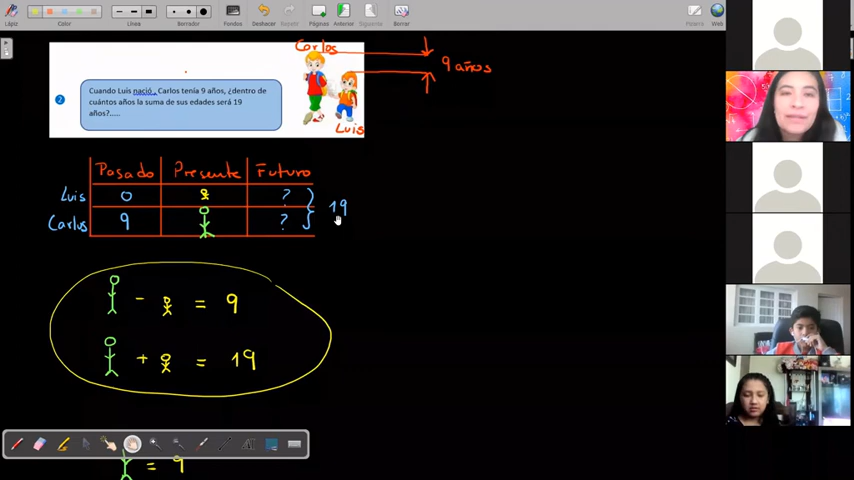 Lápiz
Línea
Borrador
Fondos
Deshacer
Repetir
Páginas
Anterior
Siguiente
Borrar
Web
Carlos
9 años
2
Cuando Luis nació , Carlos tenía 9 años, ¿dentro de
cuántos años la suma de sus edades será 19
años?.....
Luis
Pasado Presente Futuro
Luis 0 ?
Carlos 9 ?
19
- = 9
+ = 19
= 9